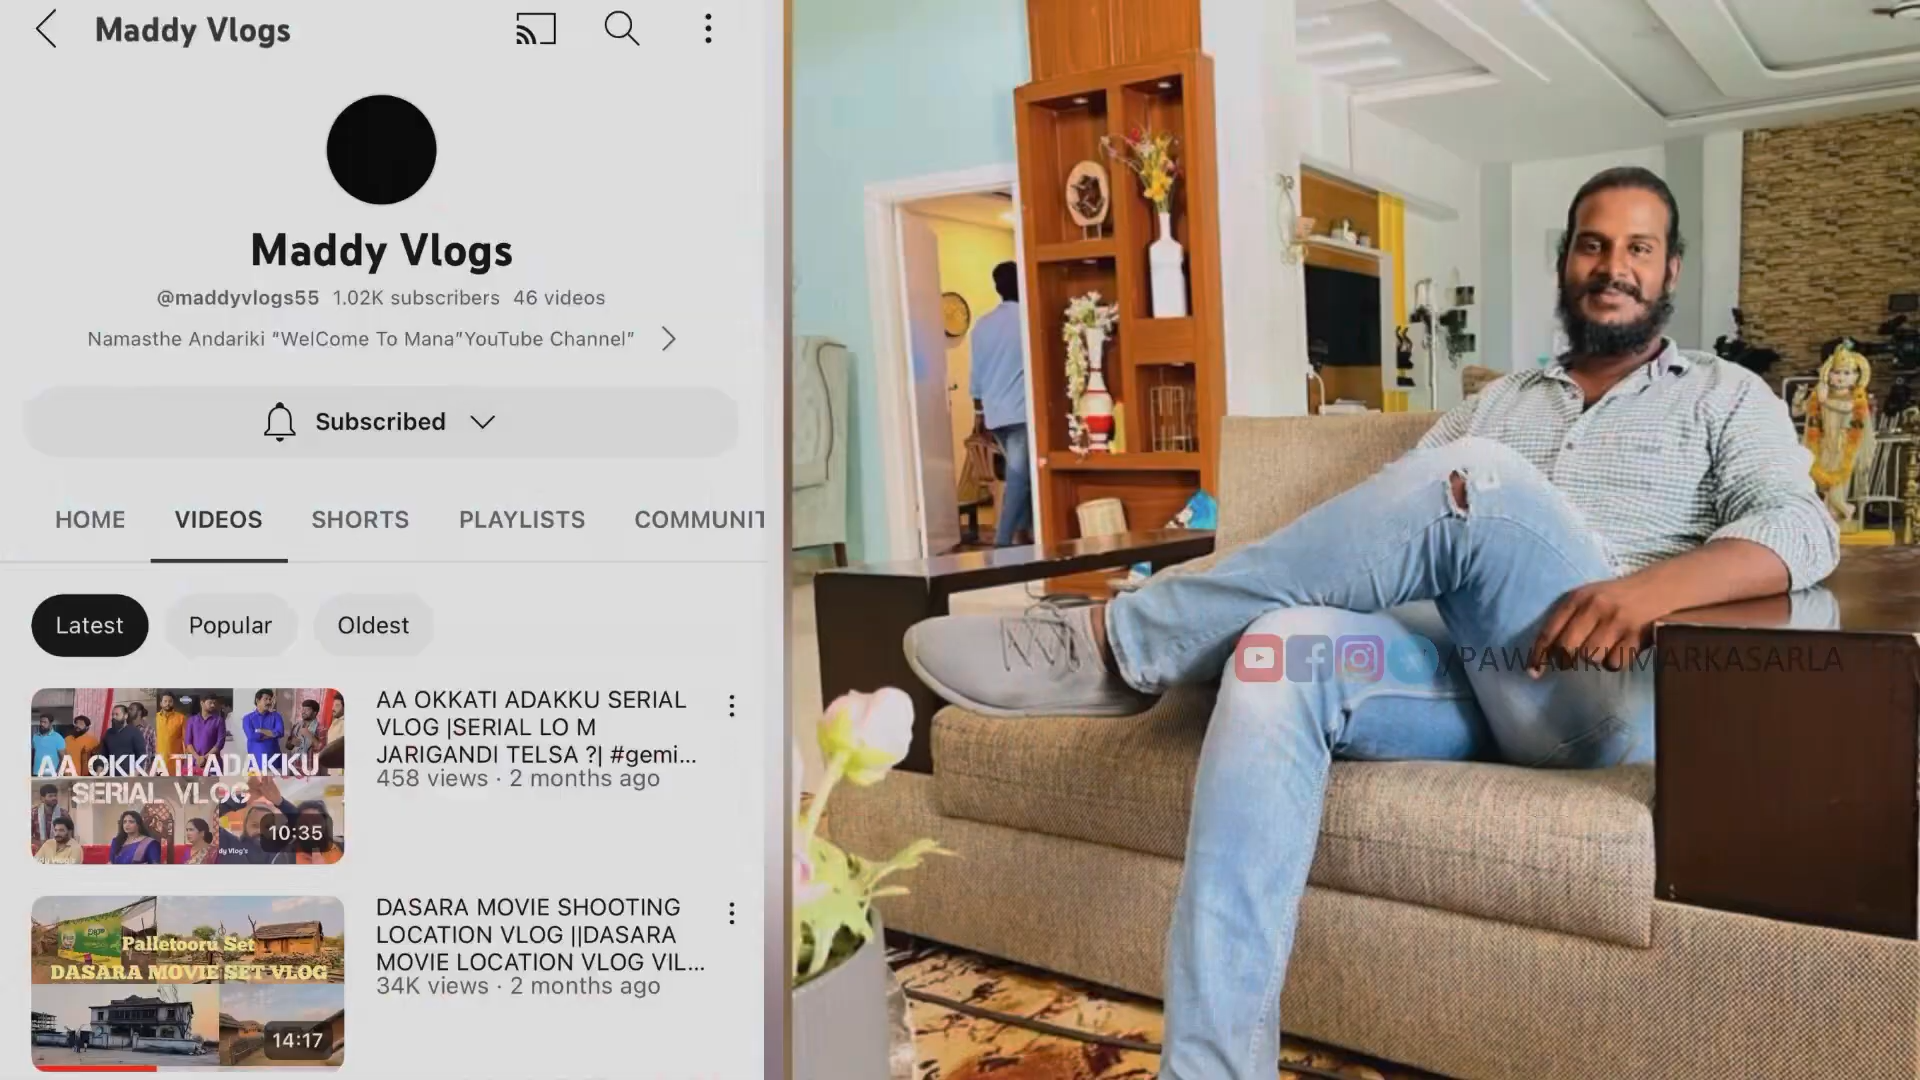 Maddy Vlogs
Maddy Vlogs
@maddyvlogs55 1.02K subscribers 46 videos
Namasthe Andariki "WelCome To Mana"YouTube Channel"
Subscribed
HOME VIDEOS SHORTS PLAYLISTS COMMUNIT
Latest Popular Oldest
AA OKKATI ADAKKU
SERIAL VLOG
10:35
dy Vlog's
AA OKKATI ADAKKU SERIAL
VLOG |SERIAL LO M
JARIGANDI TELSA ?| #gemi...
458 views · 2 months ago
Palletooru Set
DASARA MOVIE SET VLOG
14:17
DASARA MOVIE SHOOTING
LOCATION VLOG ||DASARA
MOVIE LOCATION VLOG VIL...
34K views · 2 months ago
/PAWANKUMARKASARLA